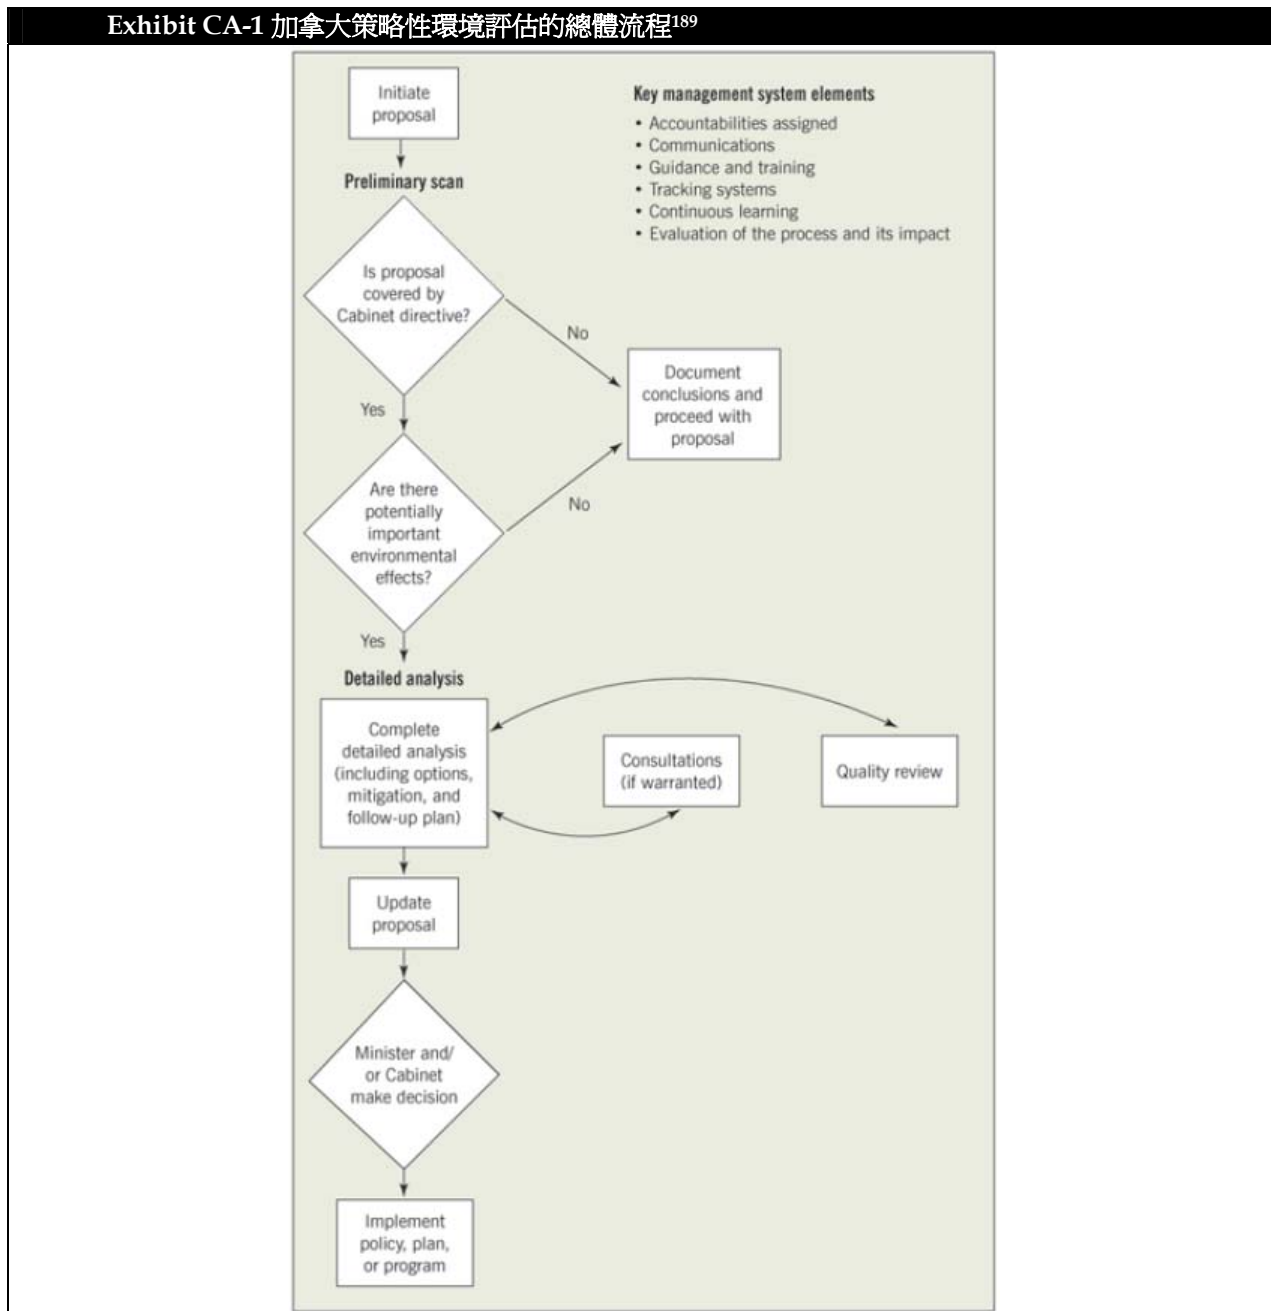 Exhibit CA-1 加拿大策略性環境評估的總體流程189
Initiate
proposal
Key management system elements
• Accountabilities assigned
• Communications
• Guidance and training
• Tracking systems
• Continuous learning
• Evaluation of the process and its impact
Preliminary scan
Is proposal
covered by
Cabinet directive?
No
Document
conclusions and
proceed with
proposal
Yes
Are there
potentially
important
environmental
effects?
No
Yes
Detailed analysis
Complete
detailed analysis
(including options,
mitigation, and
follow-up plan)
Consultations
(if warranted)
Quality review
Update
proposal
Minister and/
or Cabinet
make decision
Implement
policy, plan,
or program